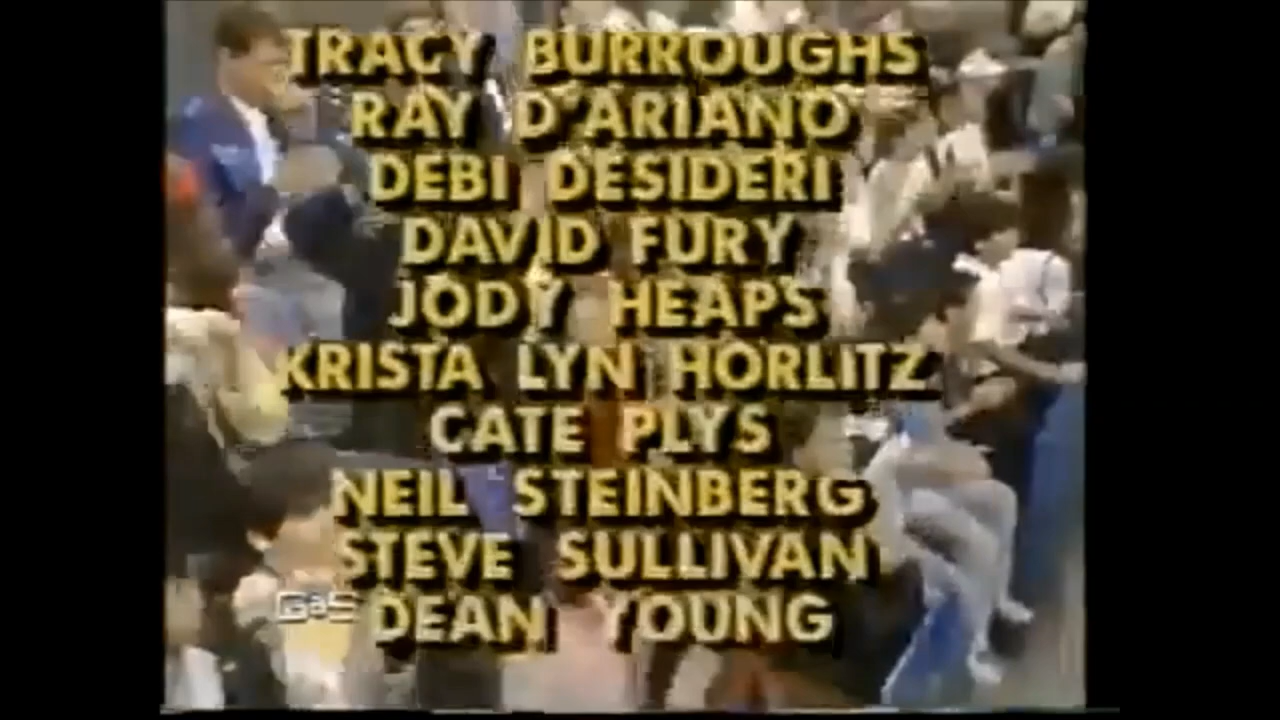 TRACY BURROUGHS
RAY D'ARIANO
DEBI DESIDERI
DAVID FURY
JODY HEAPS
KRISTA LYN HORLITZ
CATE PLYS
NEIL STEINBERG
STEVE SULLIVAN
GaS DEAN YOUNG